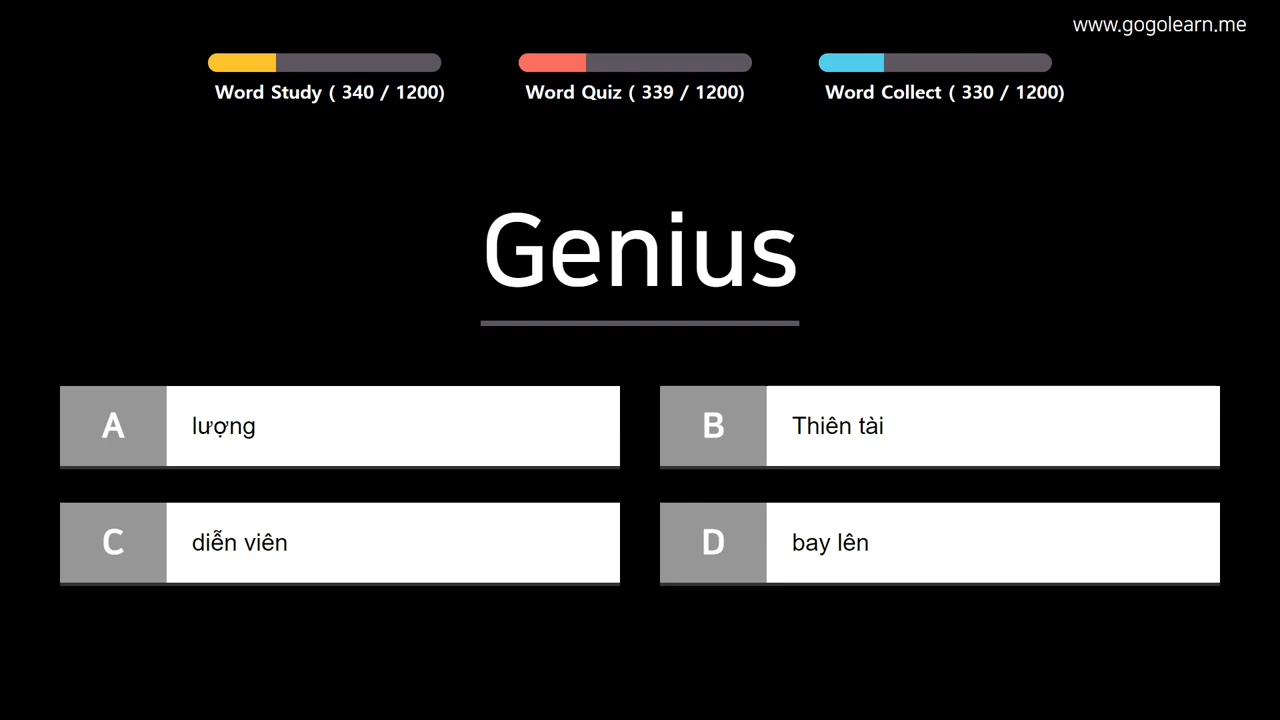 www.gogolearn.me
Word Study ( 340 / 1200)
Word Quiz ( 339 / 1200)
Word Collect ( 330 / 1200)
Genius
A lượng
B Thiên tài
C diễn viên
D bay lên